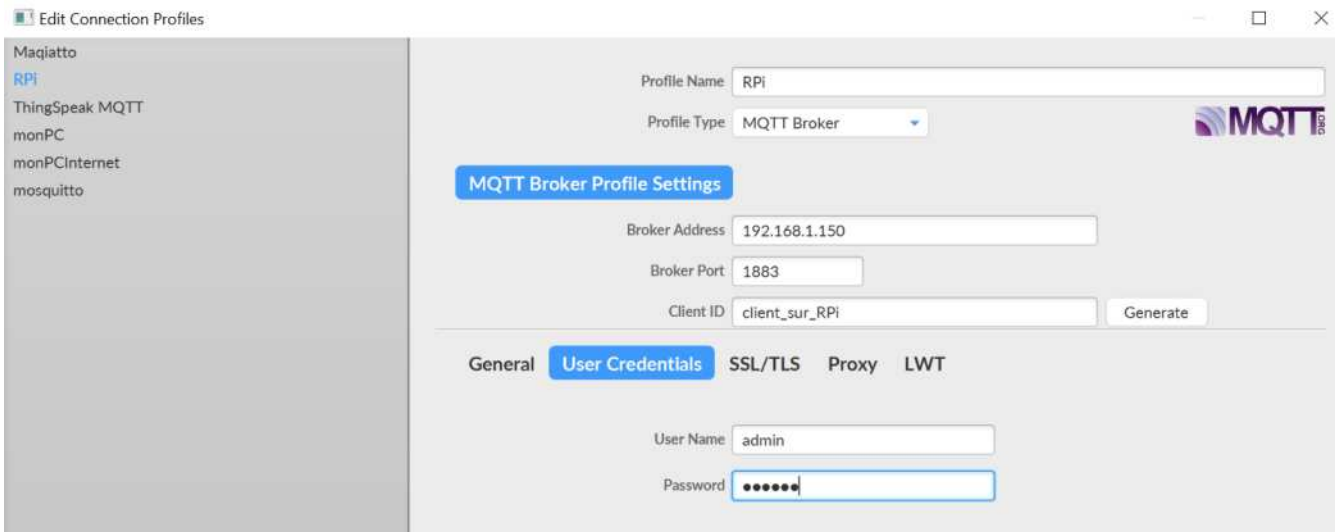 Edit Connection Profiles
Maqiatto
RPi
ThingSpeak MQTT
monPC
monPCInternet
mosquitto
Profile Name RPi
Profile Type MQTT Broker
MQTT.ORG
MQTT Broker Profile Settings
Broker Address 192.168.1.150
Broker Port 1883
Client ID client_sur_RPi Generate
General User Credentials SSL/TLS Proxy LWT
User Name admin
Password ••••••